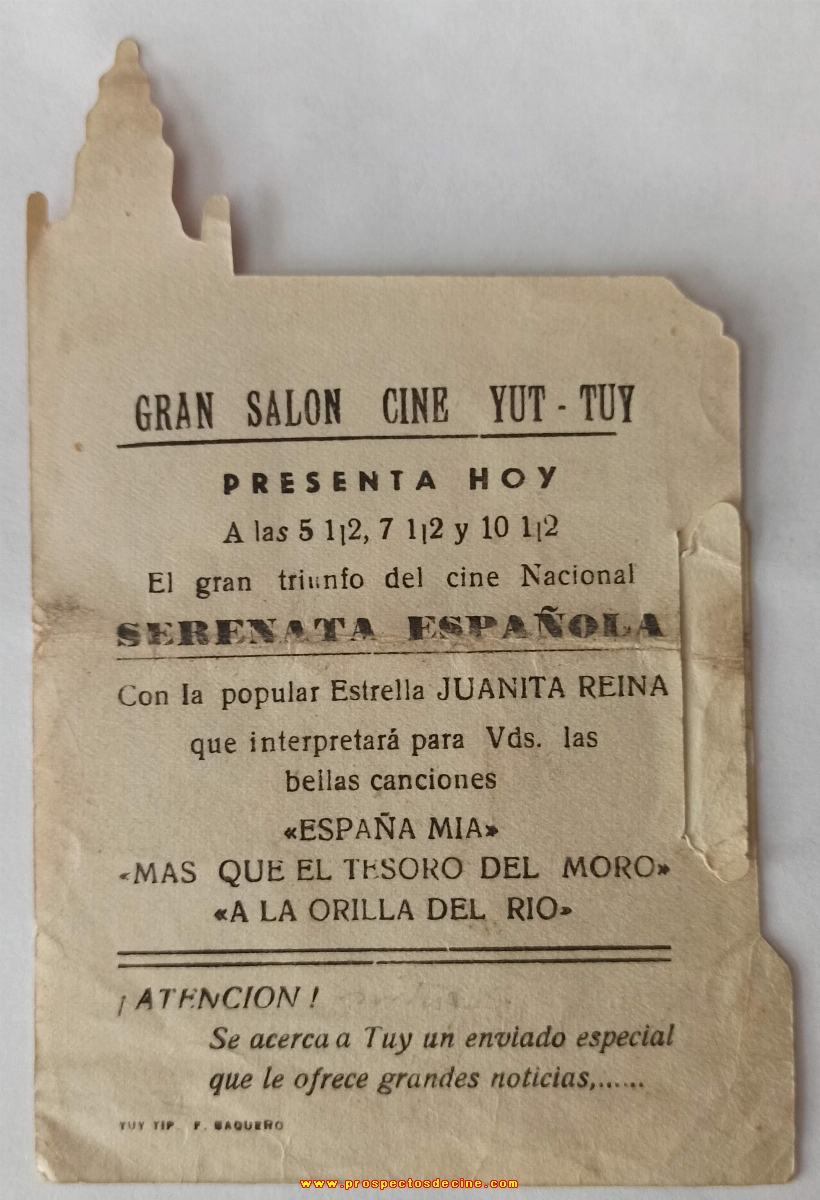 GRAN SALON CINE YUT - TUY
PRESENTA HOY
A las 5 1|2, 7 1|2 y 10 1|2
El gran triunfo del cine Nacional
SERENATA ESPAÑOLA
Con la popular Estrella JUANITA REINA
que interpretará para Vds. las
bellas canciones
«ESPAÑA MIA»
«MAS QUE EL TESORO DEL MORO»
«A LA ORILLA DEL RIO»
¡ATENCION!
Se acerca a Tuy un enviado especial
que le ofrece grandes noticias,......
TUY TIP. F. BAQUERO
www.prospectosdecine.com